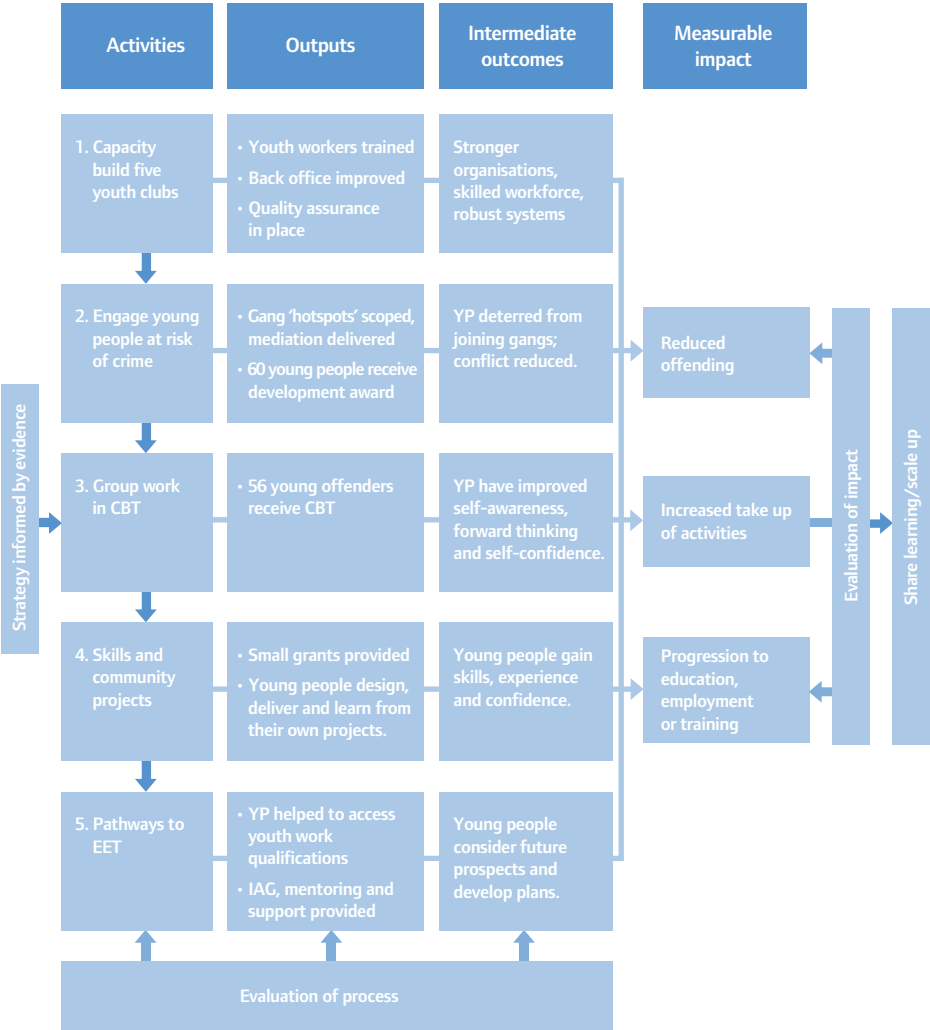 Activities
Outputs
Intermediate
outcomes
Measurable
impact
1. Capacity
build five
youth clubs
• Youth workers trained
• Back office improved
• Quality assurance
in place
Stronger
organisations,
skilled workforce,
robust systems
2. Engage young
people at risk
of crime
• Gang ‘hotspots’ scoped,
mediation delivered
• 60 young people receive
development award
YP deterred from
joining gangs;
conflict reduced.
Reduced
offending
Strategy informed by evidence
3. Group work
in CBT
• 56 young offenders
receive CBT
YP have improved
self-awareness,
forward thinking
and self-confidence.
Increased take up
of activities
Evaluation of impact
Share learning/scale up
4. Skills and
community
projects
• Small grants provided
• Young people design,
deliver and learn from
their own projects.
Young people gain
skills, experience
and confidence.
Progression to
education,
employment
or training
5. Pathways to
EET
• YP helped to access
youth work
qualifications
• IAG, mentoring and
support provided
Young people
consider future
prospects and
develop plans.
Evaluation of process